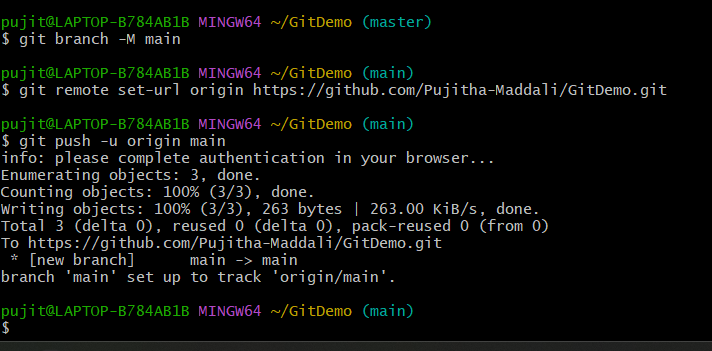 pujit@LAPTOP-B784AB1B MINGW64 ~/GitDemo (master)
$ git branch -M main
pujit@LAPTOP-B784AB1B MINGW64 ~/GitDemo (main)
$ git remote set-url origin https://github.com/Pujitha-Maddali/GitDemo.git
pujit@LAPTOP-B784AB1B MINGW64 ~/GitDemo (main)
$ git push -u origin main
info: please complete authentication in your browser...
Enumerating objects: 3, done.
Counting objects: 100% (3/3), done.
Writing objects: 100% (3/3), 263 bytes | 263.00 KiB/s, done.
Total 3 (delta 0), reused 0 (delta 0), pack-reused 0 (from 0)
To https://github.com/Pujitha-Maddali/GitDemo.git
 * [new branch]      main -> main
branch 'main' set up to track 'origin/main'.
pujit@LAPTOP-B784AB1B MINGW64 ~/GitDemo (main)
$